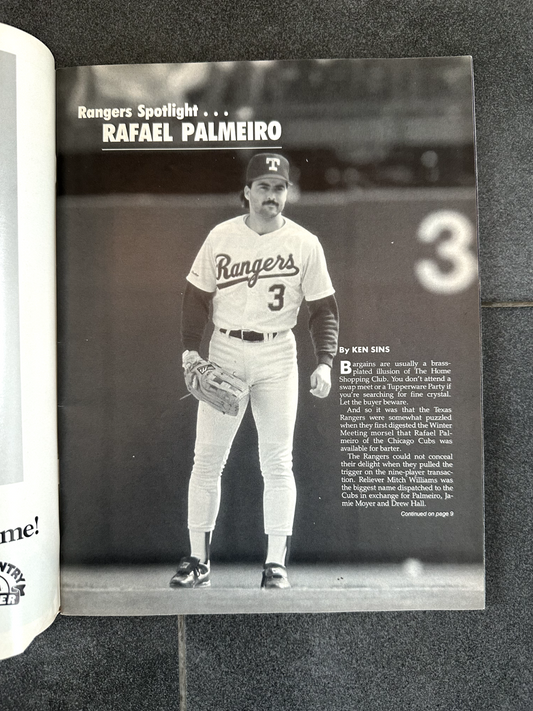 Rangers Spotlight . . .
RAFAEL PALMEIRO
T
Rangers
3
3
By KEN SINS
Bargains are usually a brass-
plated illusion of The Home
Shopping Club. You don't attend a
swap meet or a Tupperware Party if
you're searching for fine crystal.
Let the buyer beware.
And so it was that the Texas
Rangers were somewhat puzzled
when they first digested the Winter
Meeting morsel that Rafael Pal-
meiro of the Chicago Cubs was
available for barter.
The Rangers could not conceal
their delight when they pulled the
trigger on the nine-player transac-
tion. Reliever Mitch Williams was
the biggest name dispatched to the
Cubs in exchange for Palmeiro, Ja-
mie Moyer and Drew Hall.
Continued on page 9
me!
NTRY
ER